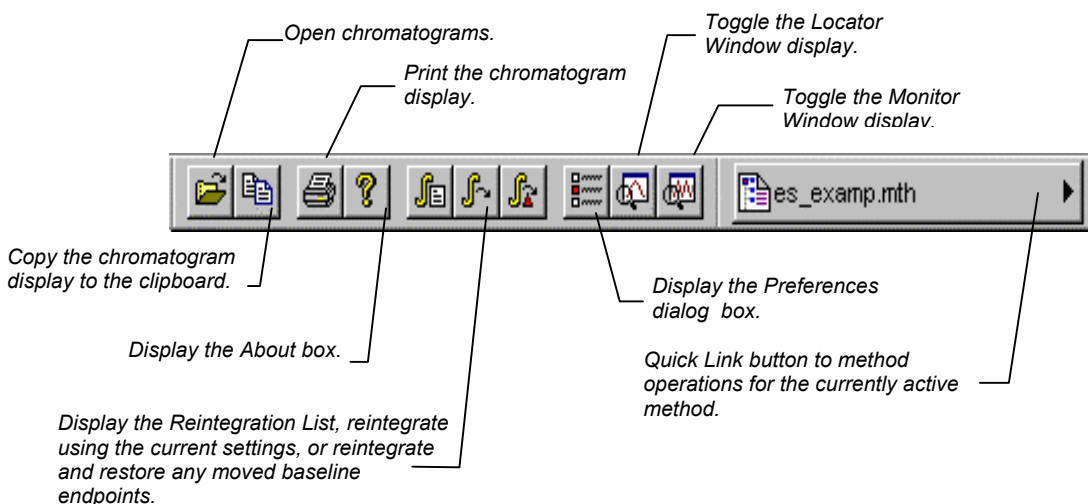 Open chromatograms.
Toggle the Locator
Window display.
Print the chromatogram
display.
Toggle the Monitor
Window display.
es_examp.mth
Copy the chromatogram
display to the clipboard.
Display the Preferences
dialog box.
Display the About box.
Quick Link button to method
operations for the currently active
method.
Display the Reintegration List, reintegrate
using the current settings, or reintegrate
and restore any moved baseline
endpoints.